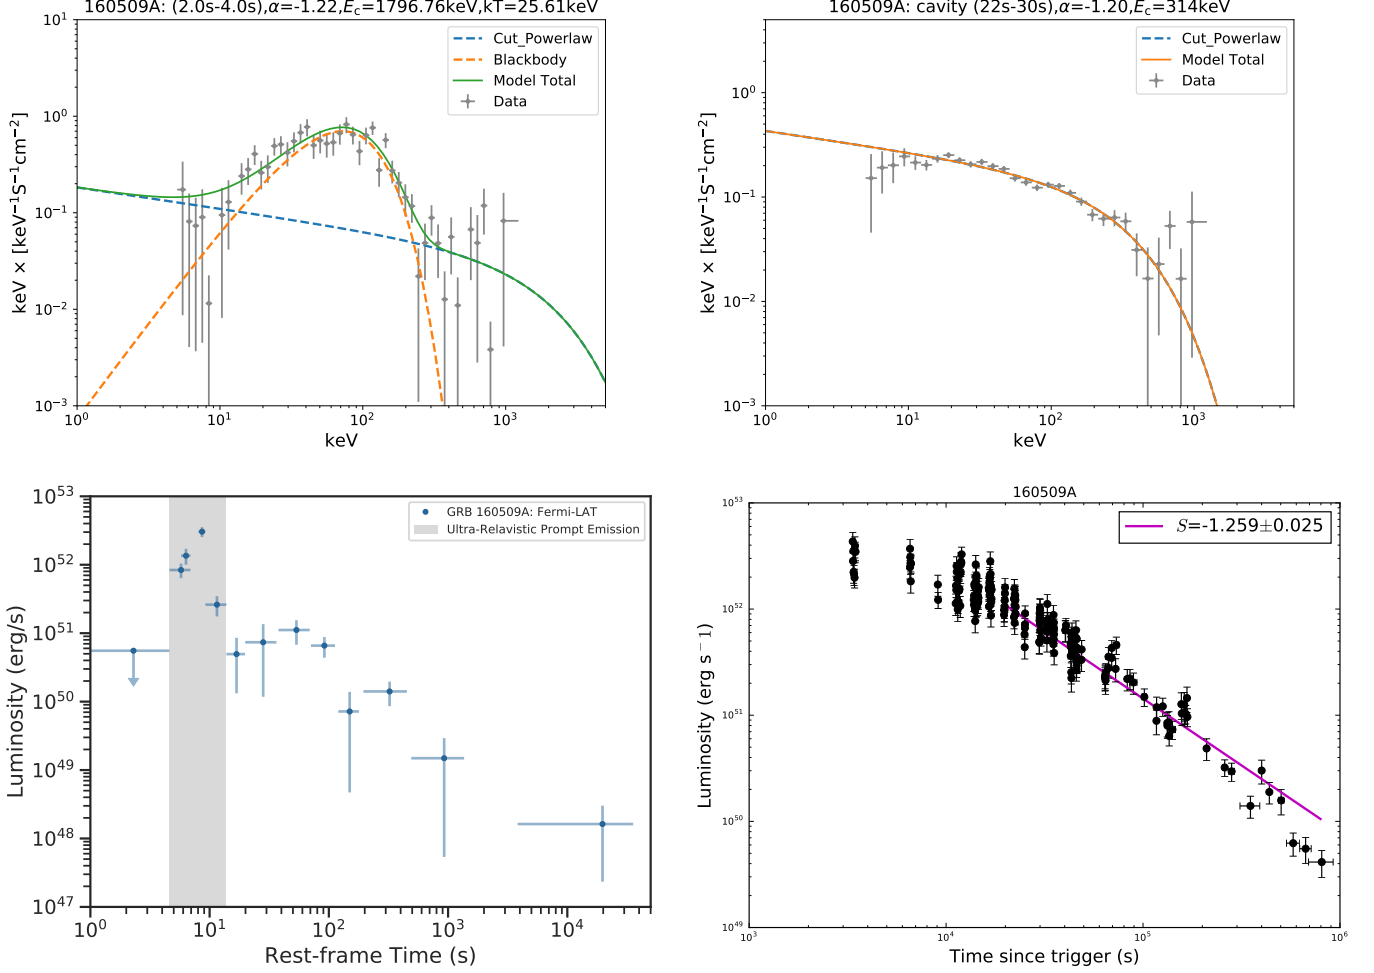 160509A: (2.0s-4.0s),α=-1.22,E_c=1796.76keV,kT=25.61keV
Cut_Powerlaw
Blackbody
Model Total
Data
10^1
10^0
10^-1
10^-2
10^-3
keV × [keV^-1S^-1cm^-2]
10^0 10^1 10^2 10^3
keV
160509A: cavity (22s-30s),α=-1.20,E_c=314keV
Cut_Powerlaw
Model Total
Data
10^0
10^-1
10^-2
10^-3
keV × [keV^-1S^-1cm^-2]
10^0 10^1 10^2 10^3
keV
GRB 160509A: Fermi-LAT
Ultra-Relavistic Prompt Emission
10^53
10^52
10^51
10^50
10^49
10^48
10^47
Luminosity (erg/s)
10^0 10^1 10^2 10^3 10^4
Rest-frame Time (s)
160509A
S=-1.259±0.025
10^53
10^52
10^51
10^50
10^49
Luminosity (erg s^-1)
10^3 10^4 10^5 10^6
Time since trigger (s)